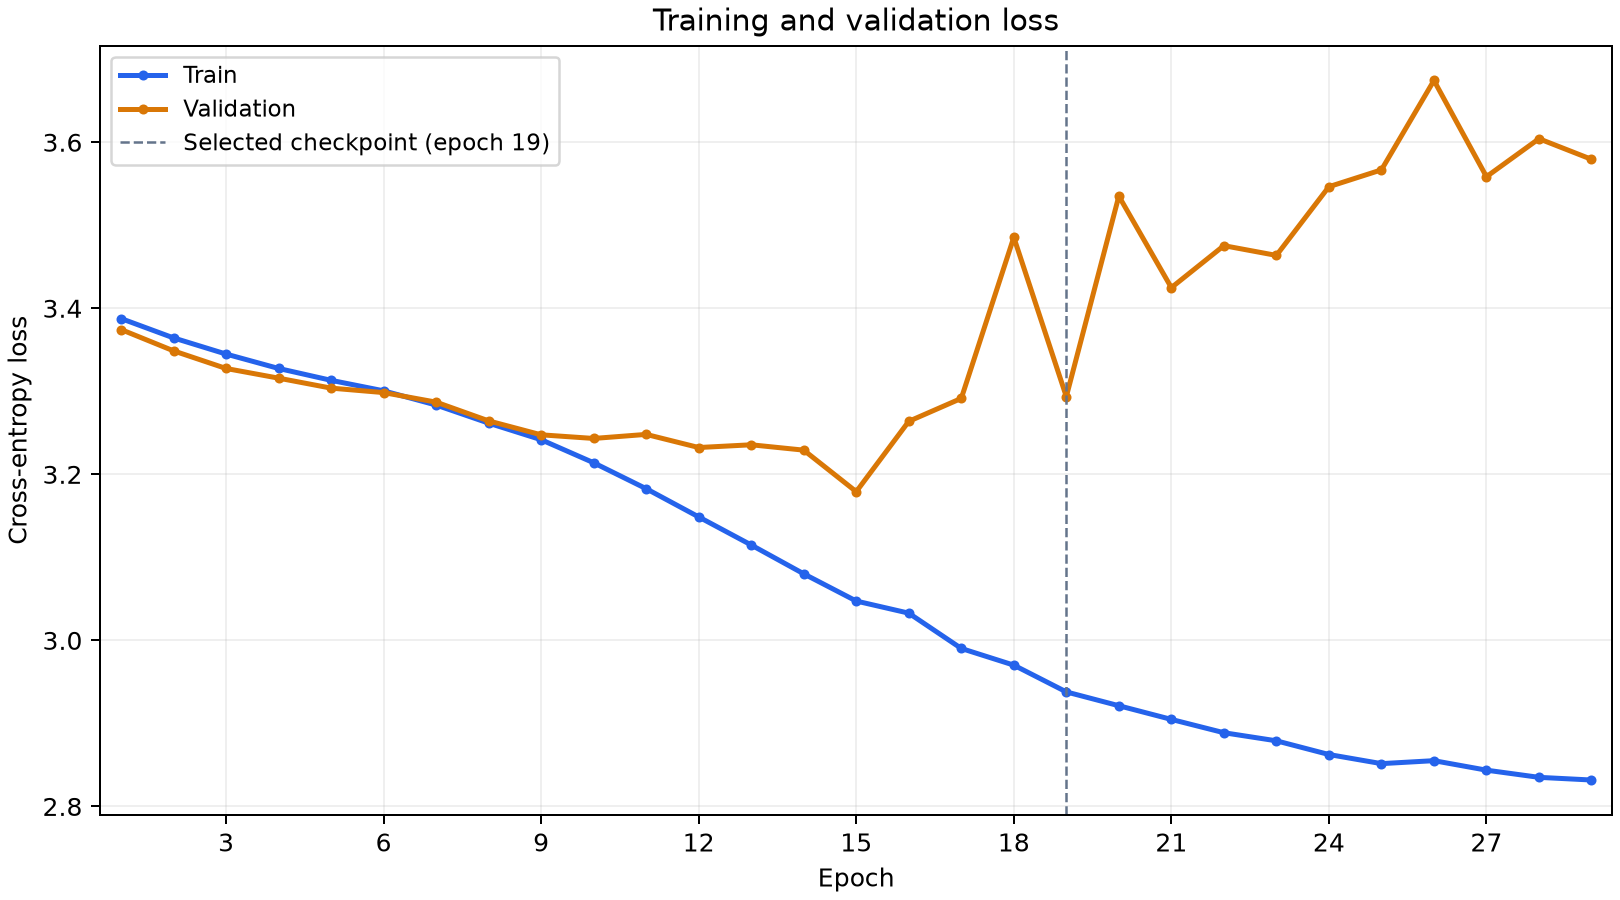 Training and validation loss
Train
Validation
Selected checkpoint (epoch 19)
Cross-entropy loss
3.6
3.4
3.2
3.0
2.8
3 6 9 12 15 18 21 24 27
Epoch